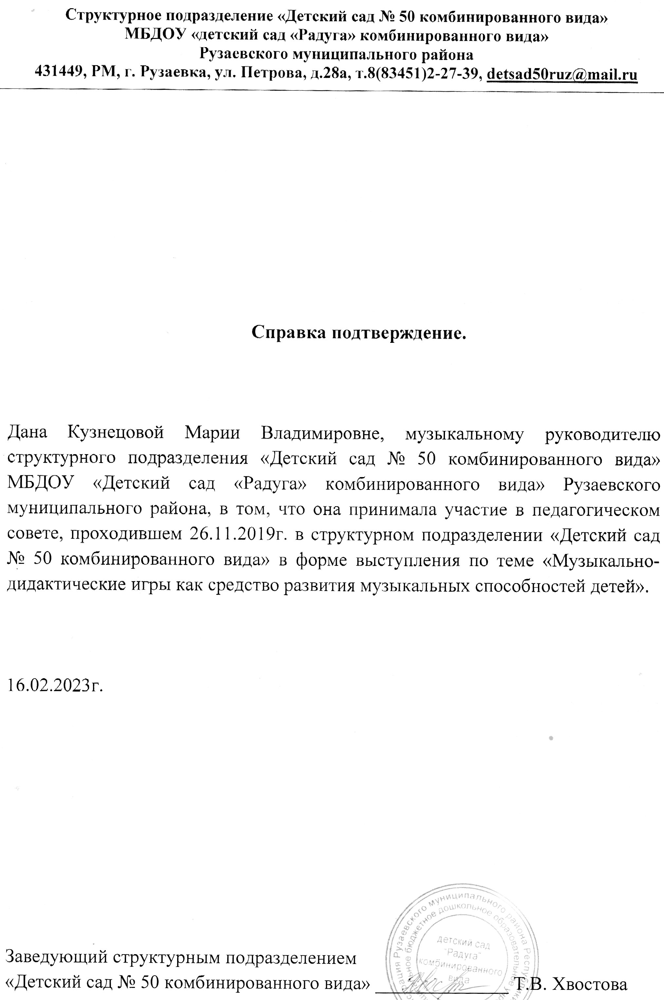 Структурное подразделение «Детский сад № 50 комбинированного вида»
МБДОУ «детский сад «Радуга» комбинированного вида»
Рузаевского муниципального района
431449, РМ, г. Рузаевка, ул. Петрова, д.28а, т.8(83451)2-27-39, detsad50ruz@mail.ru
Справка подтверждение.
Дана Кузнецовой Марии Владимировне, музыкальному руководителю
структурного подразделения «Детский сад № 50 комбинированного вида»
МБДОУ «Детский сад «Радуга» комбинированного вида» Рузаевского
муниципального района, в том, что она принимала участие в педагогическом
совете, проходившем 26.11.2019г. в структурном подразделении «Детский сад
№ 50 комбинированного вида» в форме выступления по теме «Музыкально-
дидактические игры как средство развития музыкальных способностей детей».
16.02.2023г.
Рузаевского муниципального района Республики
бюджетное дошкольное образовательное
детский сад
"Радуга"
комбинированного
вида
Заведующий структурным подразделением
«Детский сад № 50 комбинированного вида» Т.В. Хвостова